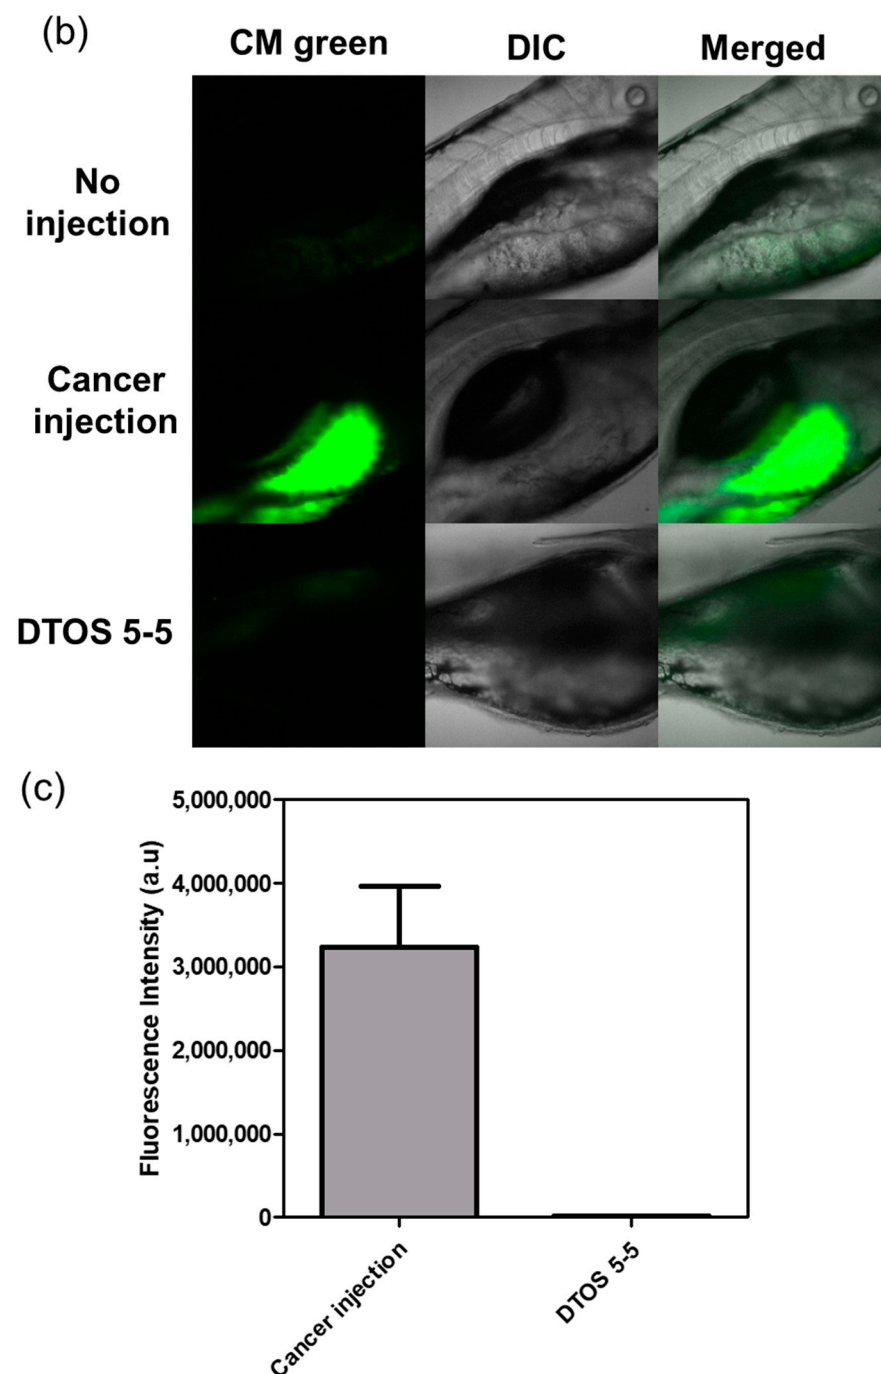 (b)
CM green
DIC
Merged
No
injection
Cancer
injection
DTOS 5-5
(c)
Fluorescence Intensity (a.u)
5,000,000
4,000,000
3,000,000
2,000,000
1,000,000
0
Cancer injection
DTOS 5-5